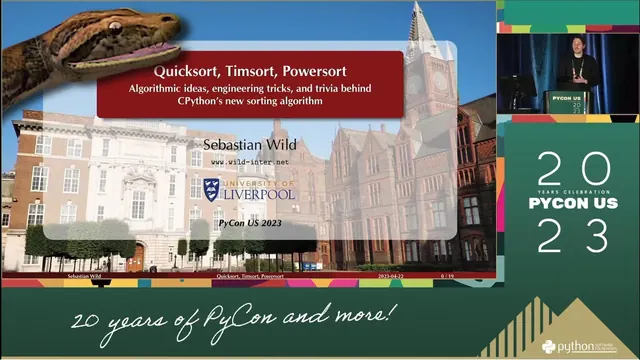 Quicksort, Timsort, Powersort
Algorithmic ideas, engineering tricks, and trivia behind
CPython's new sorting algorithm
Sebastian Wild
www.wild-inter.net
UNIVERSITY OF
LIVERPOOL
PyCon US 2023
Sebastian Wild
Quicksort, Timsort, Powersort
2023-04-22
0 / 19
PYCON US
20
23
20
YEARS CELEBRATION
PYCON US
23
20 years of PyCon and more!
python